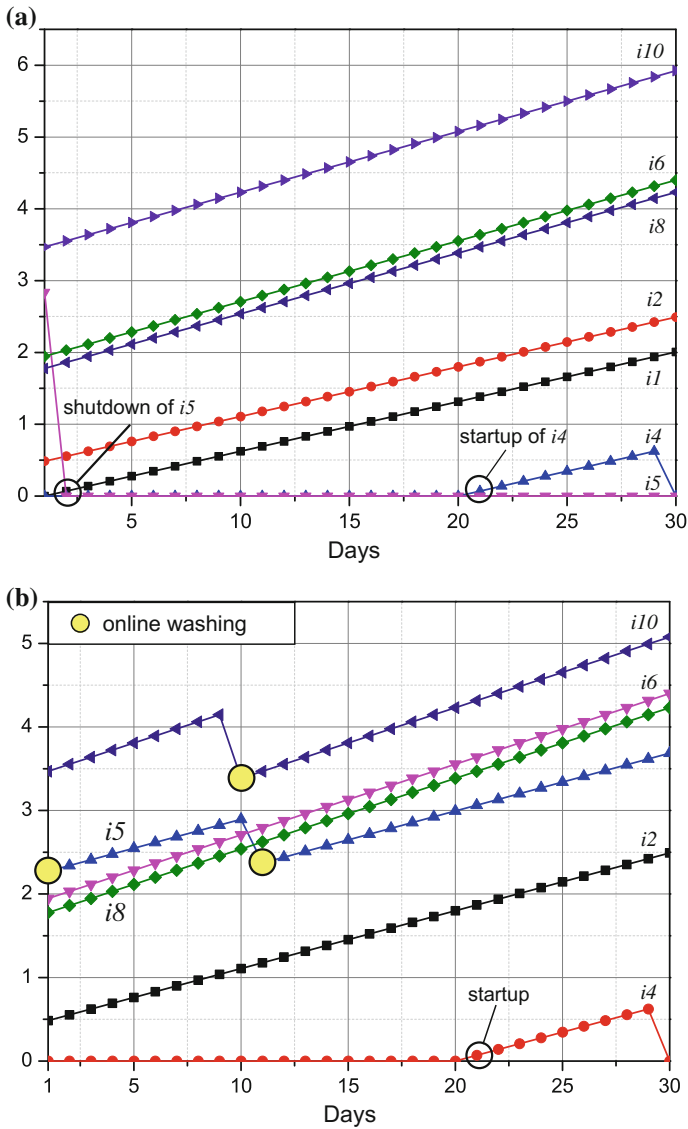 (a)
6
5
4
3
2
1
0
i10
i6
i8
i2
i1
i4
i5
shutdown of i5
startup of i4
5 10 15 20 25 30
Days
(b)
online washing
5
4
3
2
1
0
i10
i6
i5
i8
i2
i4
startup
1 5 10 15 20 25 30
Days